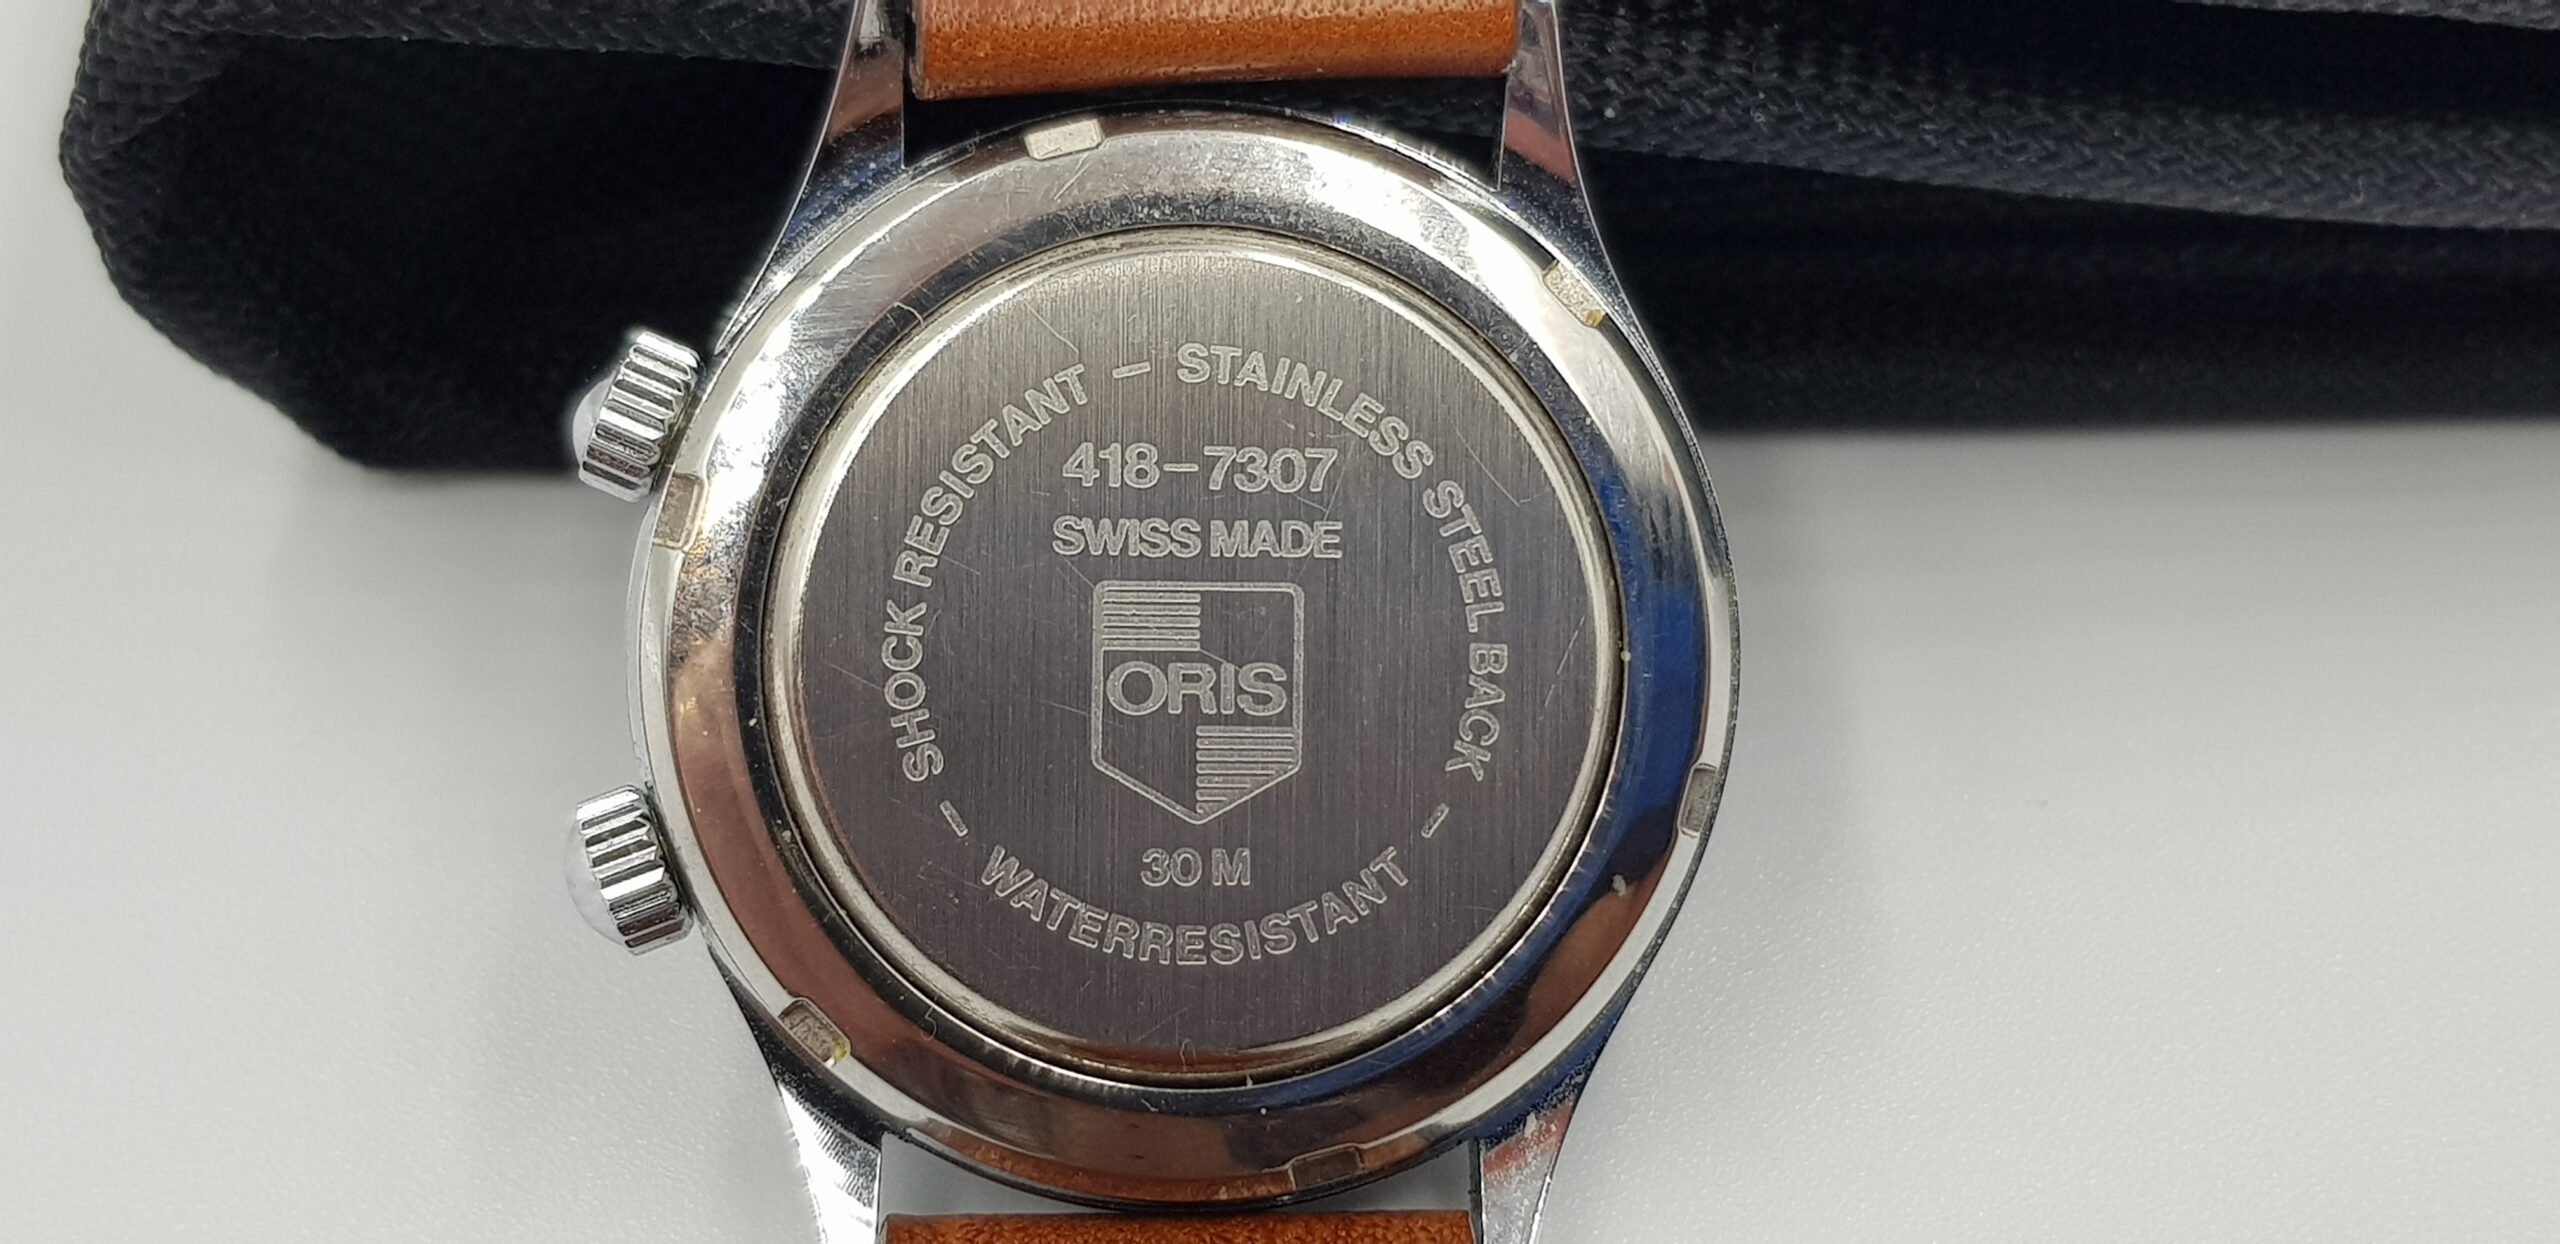 SHOCK RESISTANT – STAINLESS STEEL BACK –
418–7307
SWISS MADE
ORIS
30 M
– WATERRESISTANT